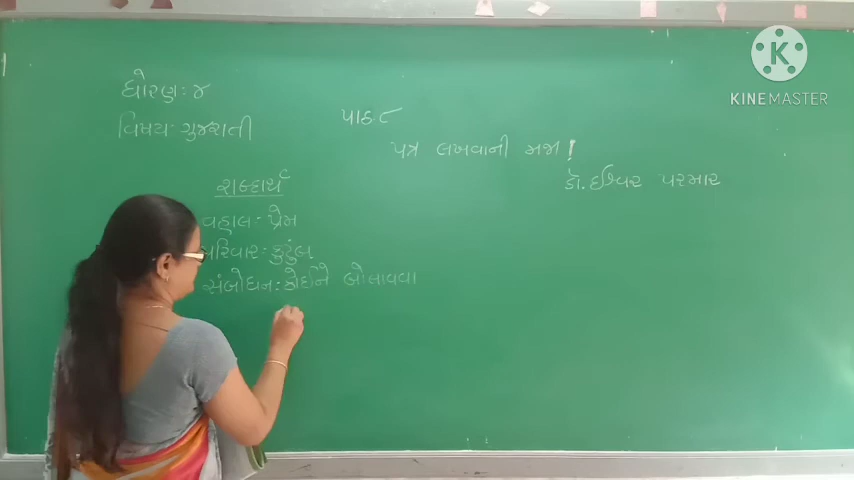 ધોરણ: ૪
વિષય: ગુજરાતી
પાઠ: ૮
પત્ર લખવાની મજા!
ડૉ. ઈશ્વર પરમાર
શબ્દાર્થ
વહાલ: પ્રેમ
પરિવાર: કુટુંબ
સંબોધન: કોઈને બોલાવવા
KINEMASTER